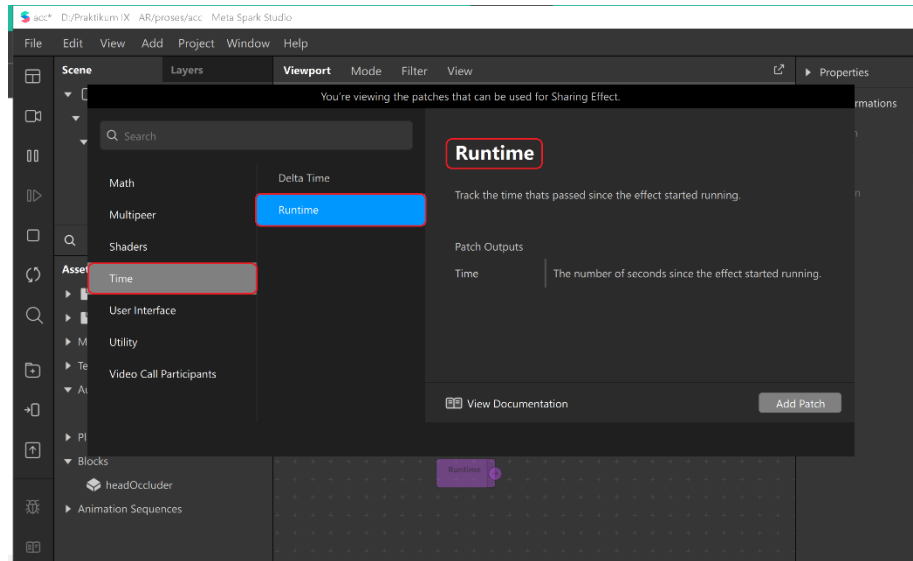 acc* D:/Praktikum IX AR/proses/acc Meta Spark Studio
File Edit View Add Project Window Help
Scene Layers Viewport Mode Filter View Properties
You're viewing the patches that can be used for Sharing Effect.
Search
Math
Multipeer
Shaders
Time
User Interface
Utility
Video Call Participants
Delta Time
Runtime
Runtime
Track the time thats passed since the effect started running.
Patch Outputs
Time The number of seconds since the effect started running.
View Documentation Add Patch
Blocks
headOccluder
Animation Sequences
Runtime